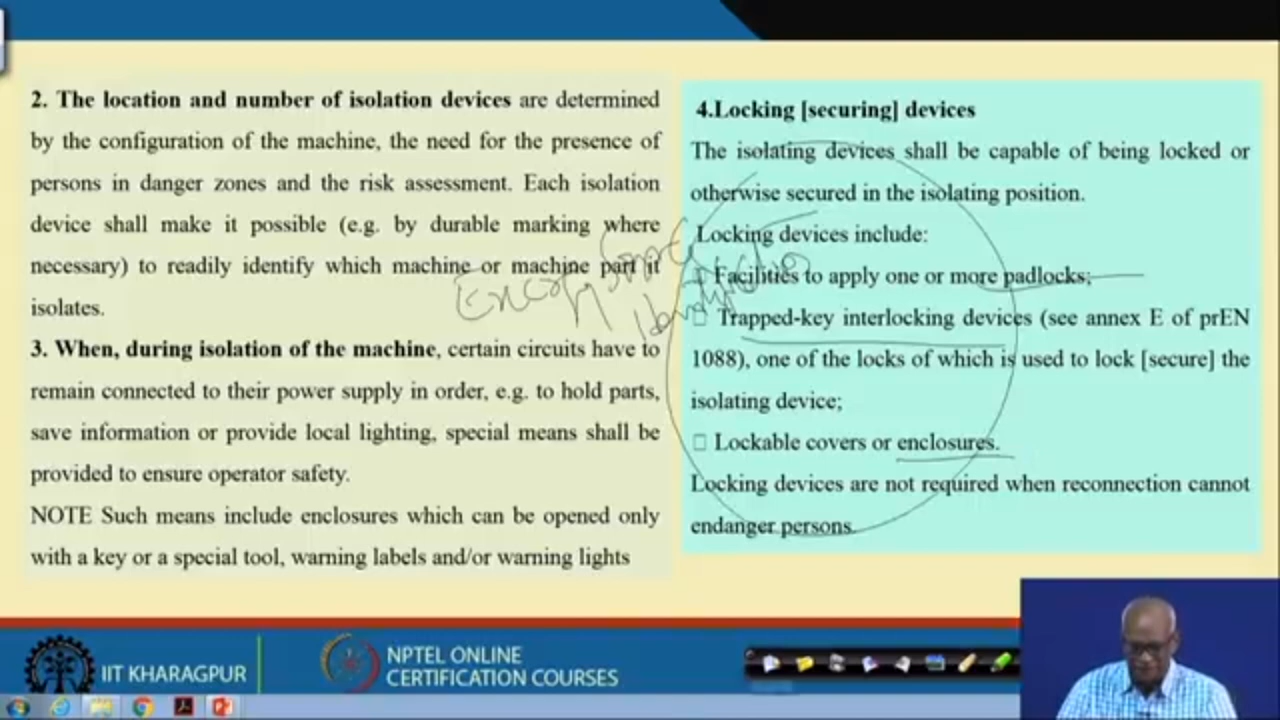 2. The location and number of isolation devices are determined
by the configuration of the machine, the need for the presence of
persons in danger zones and the risk assessment. Each isolation
device shall make it possible (e.g. by durable marking where
necessary) to readily identify which machine or machine part it
isolates.
3. When, during isolation of the machine, certain circuits have to
remain connected to their power supply in order, e.g. to hold parts,
save information or provide local lighting, special means shall be
provided to ensure operator safety.
NOTE Such means include enclosures which can be opened only
with a key or a special tool, warning labels and/or warning lights
4.Locking [securing] devices
The isolating devices shall be capable of being locked or
otherwise secured in the isolating position.
Locking devices include:
Facilities to apply one or more padlocks;
Trapped-key interlocking devices (see annex E of prEN
1088), one of the locks of which is used to lock [secure] the
isolating device;
Lockable covers or enclosures.
Locking devices are not required when reconnection cannot
endanger persons.
Energy
IIT KHARAGPUR
NPTEL ONLINE
CERTIFICATION COURSES